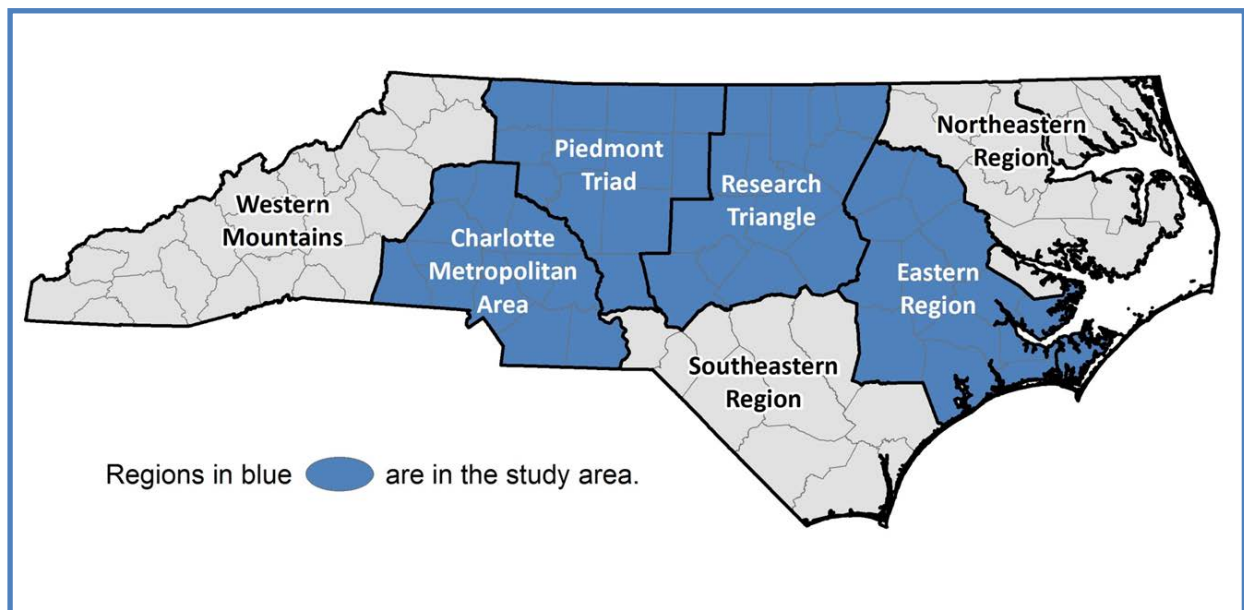 Northeastern
Region
Piedmont
Triad
Research
Triangle
Western
Mountains
Charlotte
Metropolitan
Area
Eastern
Region
Southeastern
Region
Regions in blue are in the study area.